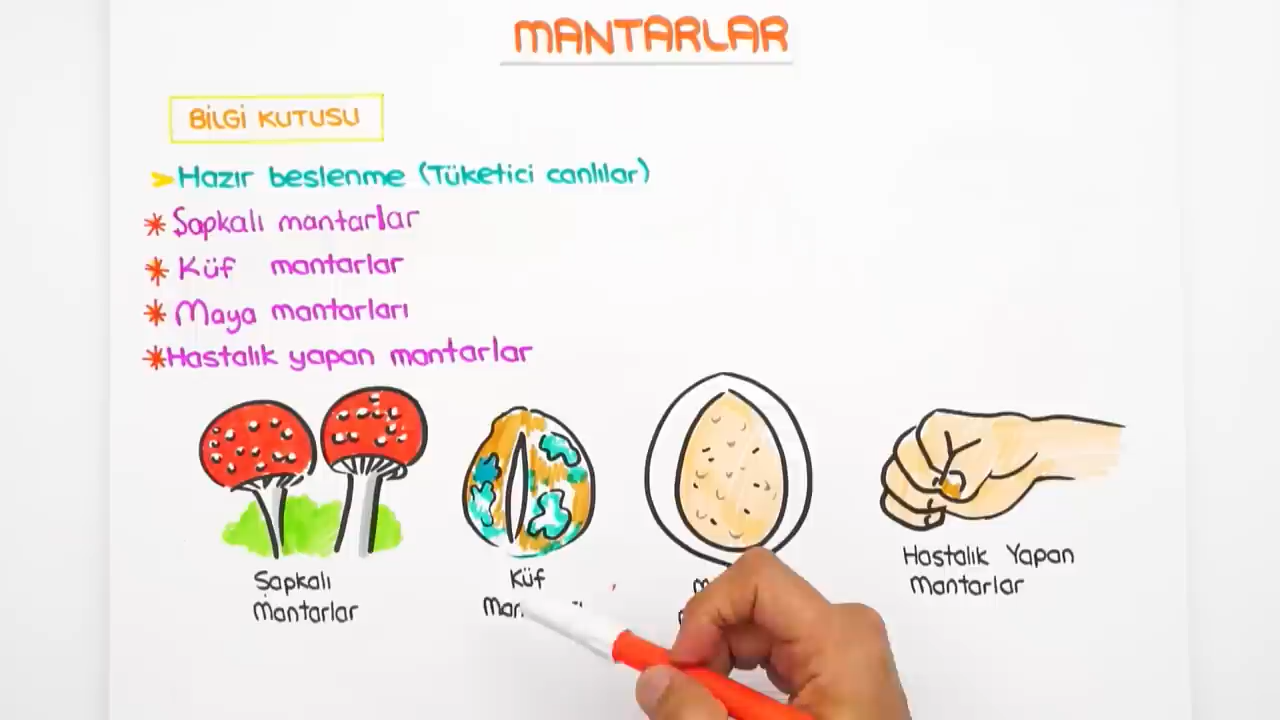 MANTARLAR
BİLGİ KUTUSU
➤ Hazır beslenme (Tüketici canlılar)
* Şapkalı mantarlar
* Küf mantarlar
* Maya mantarları
* Hastalık yapan mantarlar
Şapkalı
Mantarlar
Küf
Hastalık Yapan
Mantarlar